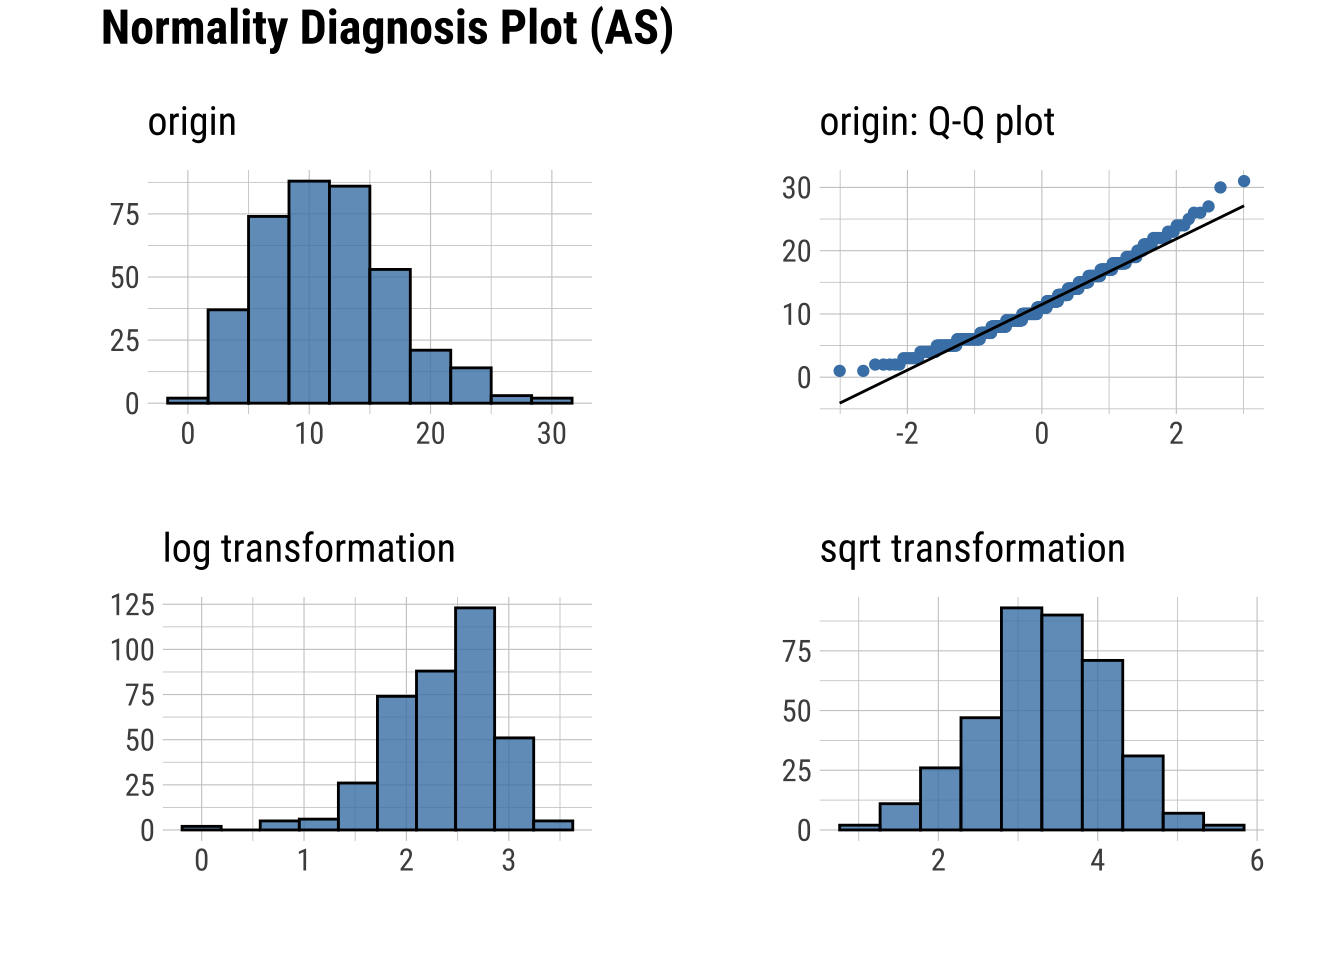 Normality Diagnosis Plot (AS)
origin
75
50
25
0
0 10 20 30
origin: Q-Q plot
30
20
10
0
-2 0 2
log transformation
125
100
75
50
25
0
0 1 2 3
sqrt transformation
75
50
25
0
2 4 6